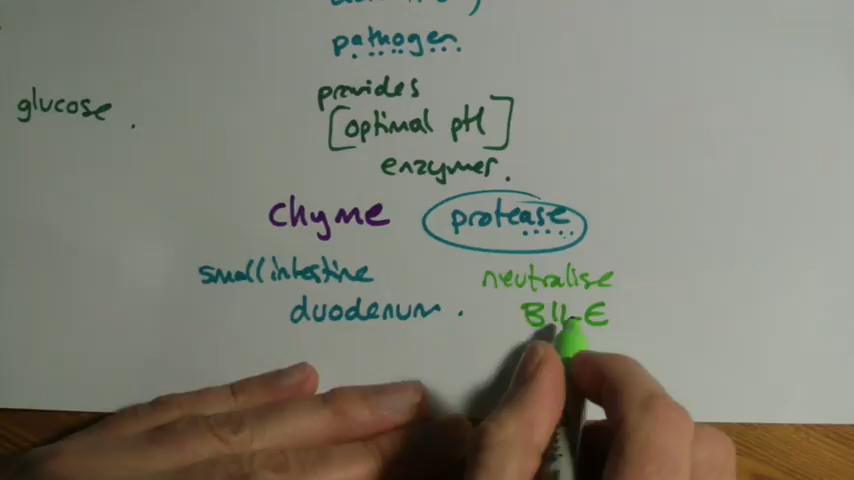 pathogen.
glucose.
provides
[optimal pH]
enzymes.
chyme
protease
small intestine
neutralise
duodenum.
BILE